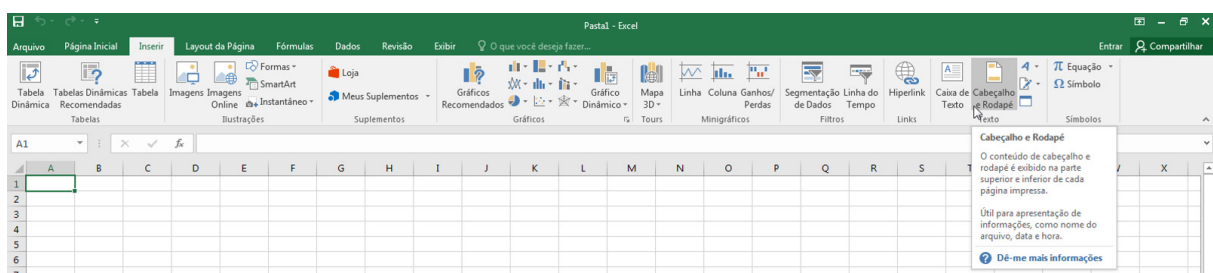 Pasta1 - Excel
Arquivo Página Inicial Inserir Layout da Página Fórmulas Dados Revisão Exibir O que você deseja fazer... Entrar Compartilhar
Tabela Dinâmica
Tabelas Dinâmicas Recomendadas
Tabela
Tabelas
Imagens
Imagens Online
Formas
SmartArt
Instantâneo
Ilustrações
Loja
Meus Suplementos
Suplementos
Gráficos Recomendados
Gráfico Dinâmico
Gráficos
Mapa 3D
Tours
Linha
Coluna
Ganhos/Perdas
Minigráficos
Segmentação de Dados
Linha do Tempo
Filtros
Hiperlink
Links
Caixa de Texto
Cabeçalho e Rodapé
Texto
π Equação
Ω Símbolo
Símbolos
A1 fx
A B C D E F G H I J K L M N O P Q R S T V X
1
2
3
4
5
6
Cabeçalho e Rodapé
O conteúdo de cabeçalho e
rodapé é exibido na parte
superior e inferior de cada
página impressa.
Útil para apresentação de
informações, como nome do
arquivo, data e hora.
Dê-me mais informações